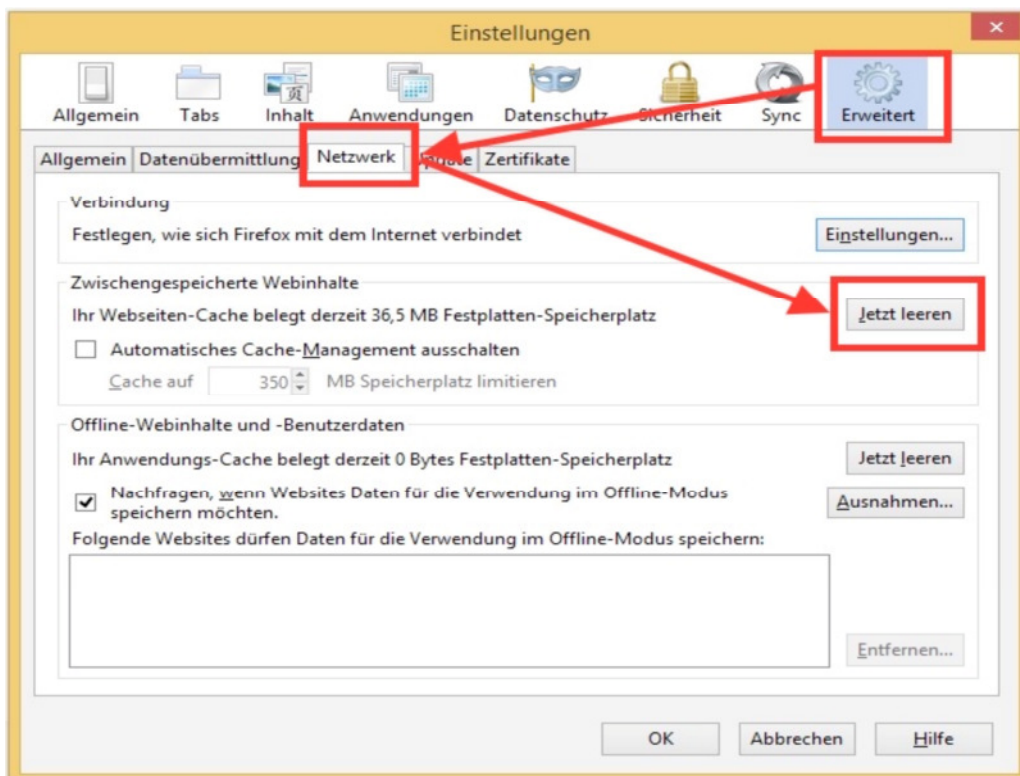 Einstellungen
Allgemein Tabs Inhalt Anwendungen Datenschutz Sicherheit Sync Erweitert
Allgemein Datenübermittlung Netzwerk Update Zertifikate
Verbindung
Festlegen, wie sich Firefox mit dem Internet verbindet Einstellungen...
Zwischengespeicherte Webinhalte
Ihr Webseiten-Cache belegt derzeit 36,5 MB Festplatten-Speicherplatz Jetzt leeren
Automatisches Cache-Management ausschalten
Cache auf 350 MB Speicherplatz limitieren
Offline-Webinhalte und -Benutzerdaten
Ihr Anwendungs-Cache belegt derzeit 0 Bytes Festplatten-Speicherplatz Jetzt leeren
Nachfragen, wenn Websites Daten für die Verwendung im Offline-Modus
speichern möchten. Ausnahmen...
Folgende Websites dürfen Daten für die Verwendung im Offline-Modus speichern:
Entfernen...
OK Abbrechen Hilfe